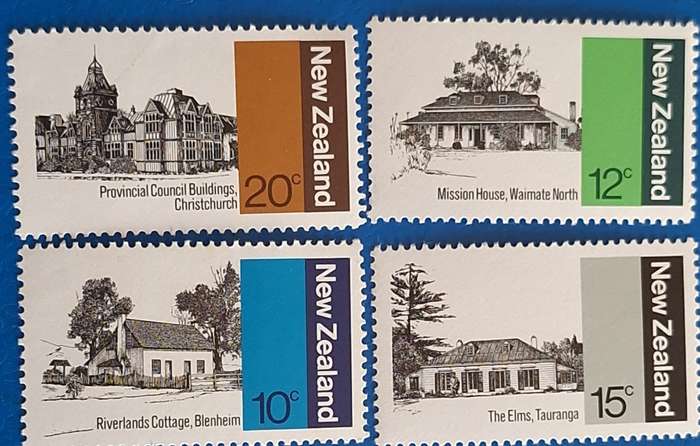 Provincial Council Buildings,
Christchurch
20c
New Zealand
Mission House, Waimate North
12c
New Zealand
Riverlands Cottage, Blenheim
10c
New Zealand
The Elms, Tauranga
15c
New Zealand